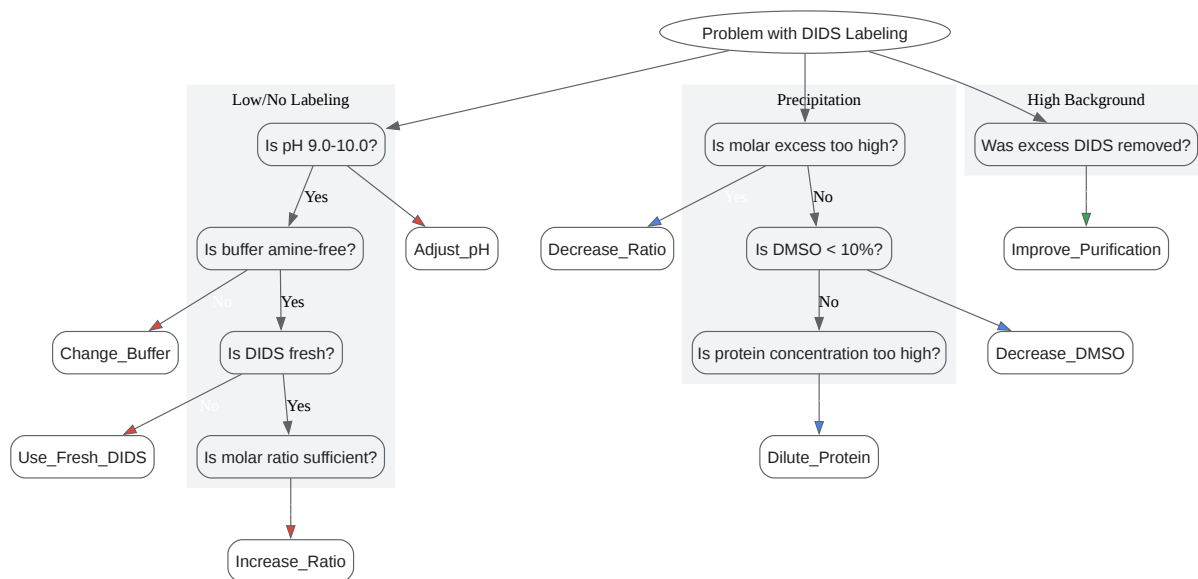 Problem with DIDS Labeling
Low/No Labeling
Precipitation
High Background
Is pH 9.0-10.0?
Is molar excess too high?
Was excess DIDS removed?
Yes
Yes
No
Is buffer amine-free?
Adjust_pH
Decrease_Ratio
Is DMSO < 10%?
Improve_Purification
No
Yes
No
Change_Buffer
Is DIDS fresh?
Is protein concentration too high?
Decrease_DMSO
No
Yes
Use_Fresh_DIDS
Is molar ratio sufficient?
Dilute_Protein
Increase_Ratio